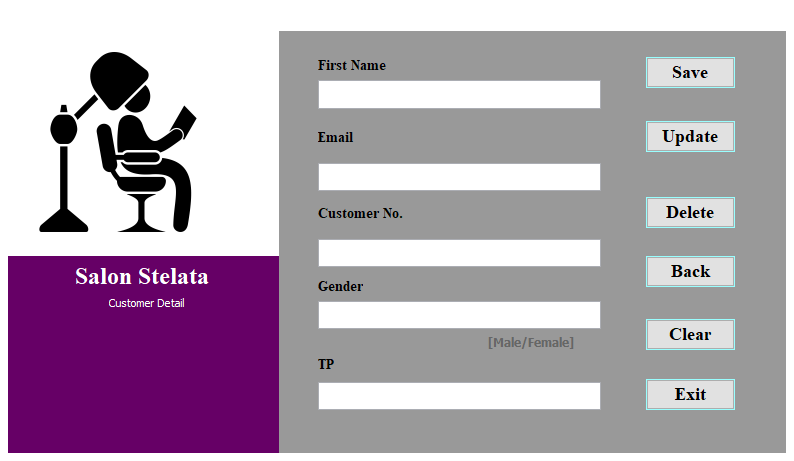 Salon Stelata
Customer Detail
First Name
Email
Customer No.
Gender
[Male/Female]
TP
Save
Update
Delete
Back
Clear
Exit